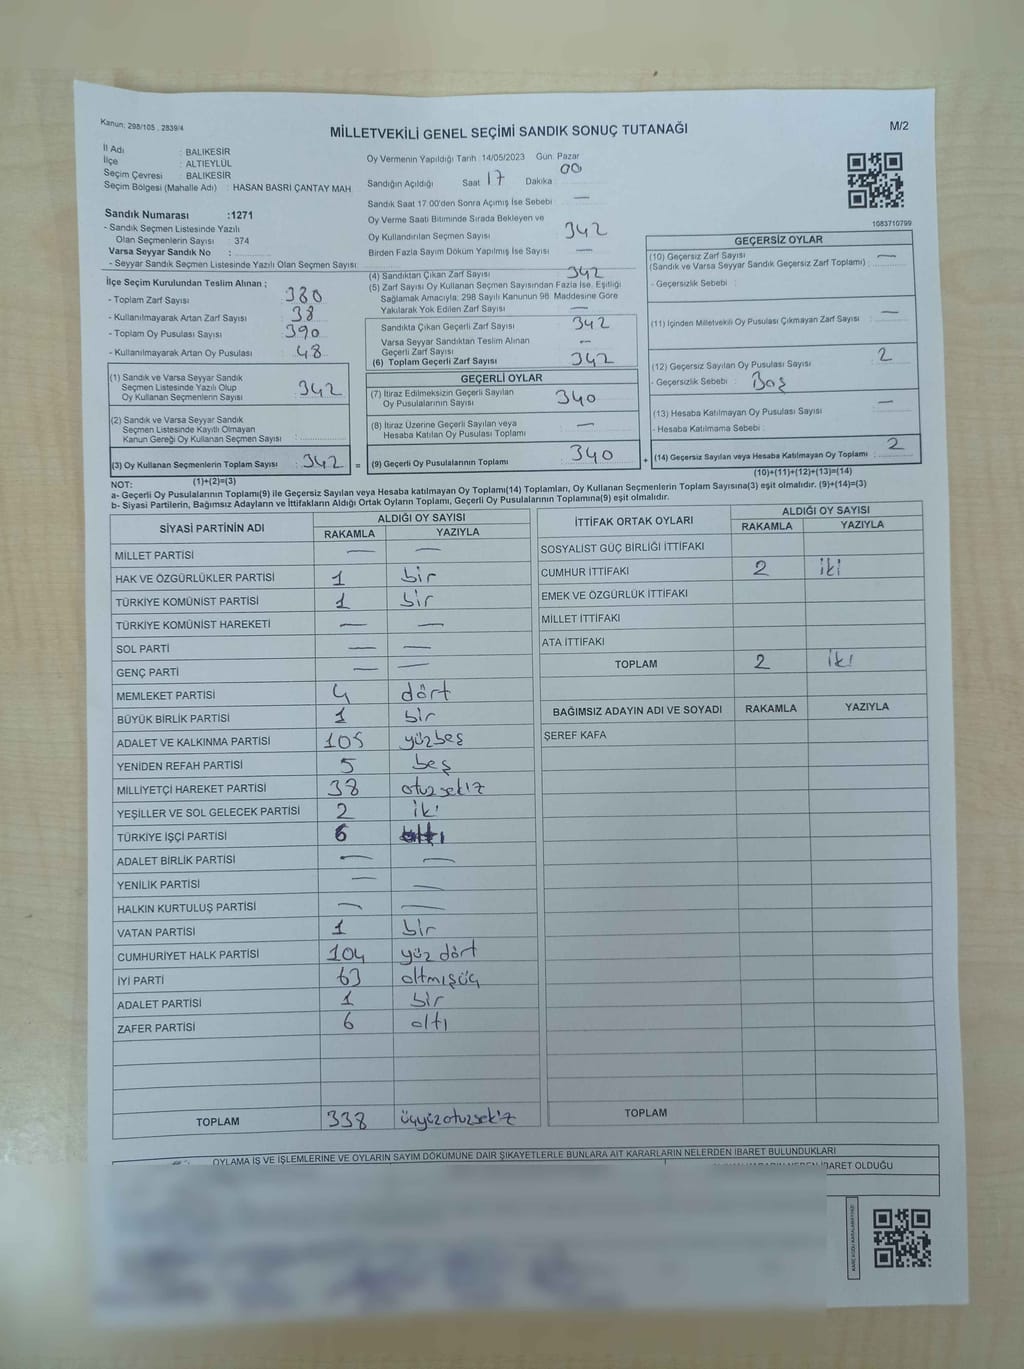 Kanun: 298/105 , 2839/4
MİLLETVEKİLİ GENEL SEÇİMİ SANDIK SONUÇ TUTANAĞI
M/2
İl Adı : BALIKESİR
İlçe : ALTIEYLÜL
Seçim Çevresi : BALIKESİR
Seçim Bölgesi (Mahalle Adı) : HASAN BASRİ ÇANTAY MAH.
Sandık Numarası :1271
- Sandık Seçmen Listesinde Yazılı
Olan Seçmenlerin Sayısı : 374
Varsa Seyyar Sandık No :
- Seyyar Sandık Seçmen Listesinde Yazılı Olan Seçmen Sayısı:
İlçe Seçim Kurulundan Teslim Alınan ;
- Toplam Zarf Sayısı : 380
- Kullanılmayarak Artan Zarf Sayısı : 38
- Toplam Oy Pusulası Sayısı : 390
- Kullanılmayarak Artan Oy Pusulası : 48
(1) Sandık ve Varsa Seyyar Sandık
Seçmen Listesinde Yazılı Olup
Oy Kullanan Seçmenlerin Sayısı : 342
(2) Sandık ve Varsa Seyyar Sandık
Seçmen Listesinde Kayıtlı Olmayan
Kanun Gereği Oy Kullanan Seçmen Sayısı :
(3) Oy Kullanan Seçmenlerin Toplam Sayısı : 342 =
(1)+(2)=(3)
Oy Vermenin Yapıldığı Tarih : 14/05/2023 Gün: Pazar
Sandığın Açıldığı Saat 17 Dakika : 00
Sandık Saat 17.00'den Sonra Açılmış İse Sebebi : —
Oy Verme Saati Bitiminde Sırada Bekleyen ve
Oy Kullandırılan Seçmen Sayısı 342
Birden Fazla Sayım Döküm Yapılmış İse Sayısı : —
(4) Sandıktan Çıkan Zarf Sayısı : 342
(5) Zarf Sayısı Oy Kullanan Seçmen Sayısından Fazla İse, Eşitliği
Sağlamak Amacıyla; 298 Sayılı Kanunun 98. Maddesine Göre
Yakılarak Yok Edilen Zarf Sayısı : —
Sandıkta Çıkan Geçerli Zarf Sayısı : 342
Varsa Seyyar Sandıktan Teslim Alınan
Geçerli Zarf Sayısı : —
(6) Toplam Geçerli Zarf Sayısı : 342
GEÇERLİ OYLAR
(7) İtiraz Edilmeksizin Geçerli Sayılan
Oy Pusulalarının Sayısı : 340
(8) İtiraz Üzerine Geçerli Sayılan veya
Hesaba Katılan Oy Pusulası Toplamı : —
(9) Geçerli Oy Pusulalarının Toplamı : 340 +
1083710799
GEÇERSİZ OYLAR
(10) Geçersiz Zarf Sayısı
(Sandık ve Varsa Seyyar Sandık Geçersiz Zarf Toplamı) : —
- Geçersizlik Sebebi :
(11) İçinden Milletvekili Oy Pusulası Çıkmayan Zarf Sayısı : —
(12) Geçersiz Sayılan Oy Pusulası Sayısı : 2
- Geçersizlik Sebebi : Boş
(13) Hesaba Katılmayan Oy Pusulası Sayısı : —
- Hesaba Katılmama Sebebi :
(14) Geçersiz Sayılan veya Hesaba Katılmayan Oy Toplamı : 2
(10)+(11)+(12)+(13)=(14)
NOT:
a- Geçerli Oy Pusulalarının Toplamı(9) ile Geçersiz Sayılan veya Hesaba katılmayan Oy Toplamı(14) Toplamları, Oy Kullanan Seçmenlerin Toplam Sayısına(3) eşit olmalıdır. (9)+(14)=(3)
b- Siyasi Partilerin, Bağımsız Adayların ve İttifakların Aldığı Ortak Oyların Toplamı, Geçerli Oy Pusulalarının Toplamına(9) eşit olmalıdır.
SİYASİ PARTİNİN ADI ALDIĞI OY SAYISI
RAKAMLA YAZIYLA
MİLLET PARTİSİ — —
HAK VE ÖZGÜRLÜKLER PARTİSİ 1 bir
TÜRKİYE KOMÜNİST PARTİSİ 1 bir
TÜRKİYE KOMÜNİST HAREKETİ — —
SOL PARTİ — —
GENÇ PARTİ — —
MEMLEKET PARTİSİ 4 dört
BÜYÜK BİRLİK PARTİSİ 1 bir
ADALET VE KALKINMA PARTİSİ 105 yüzbeş
YENİDEN REFAH PARTİSİ 5 beş
MİLLİYETÇİ HAREKET PARTİSİ 38 otuzsekiz
YEŞİLLER VE SOL GELECEK PARTİSİ 2 iki
TÜRKİYE İŞÇİ PARTİSİ 6 altı
ADALET BİRLİK PARTİSİ — —
YENİLİK PARTİSİ — —
HALKIN KURTULUŞ PARTİSİ — —
VATAN PARTİSİ 1 bir
CUMHURİYET HALK PARTİSİ 104 yüz dört
İYİ PARTİ 63 altmışüç
ADALET PARTİSİ 1 bir
ZAFER PARTİSİ 6 altı
TOPLAM 338 üçyüzotuzsekiz
İTTİFAK ORTAK OYLARI ALDIĞI OY SAYISI
RAKAMLA YAZIYLA
SOSYALİST GÜÇ BİRLİĞİ İTTİFAKI
CUMHUR İTTİFAKI 2 iki
EMEK VE ÖZGÜRLÜK İTTİFAKI
MİLLET İTTİFAKI
ATA İTTİFAKI
TOPLAM 2 iki
BAĞIMSIZ ADAYIN ADI VE SOYADI RAKAMLA YAZIYLA
ŞEREF KAFA
TOPLAM
OYLAMA İŞ VE İŞLEMLERİNE VE OYLARIN SAYIM DÖKÜMÜNE DAİR ŞİKAYETLERLE BUNLARA AİT KARARLARIN NELERDEN İBARET BULUNDUKLARI
İBARET OLDUĞU